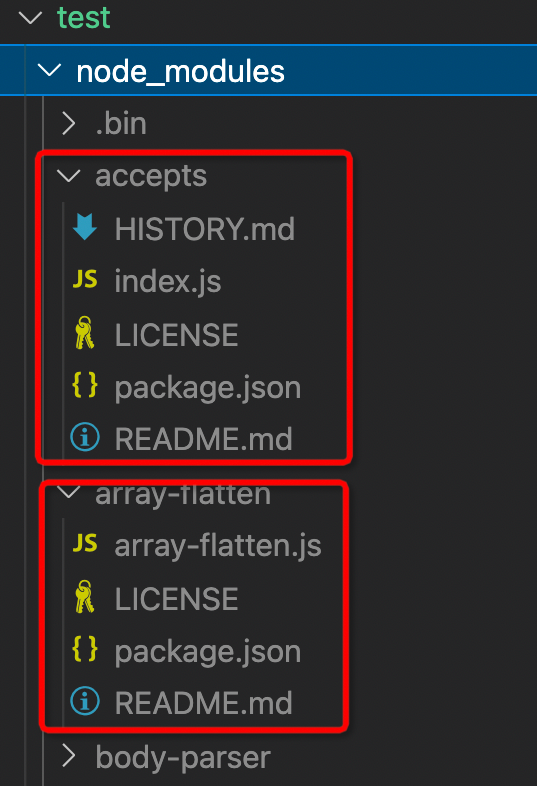 test
node_modules
.bin
accepts
HISTORY.md
JS index.js
LICENSE
{ } package.json
README.md
array-flatten
JS array-flatten.js
LICENSE
{ } package.json
README.md
body-parser